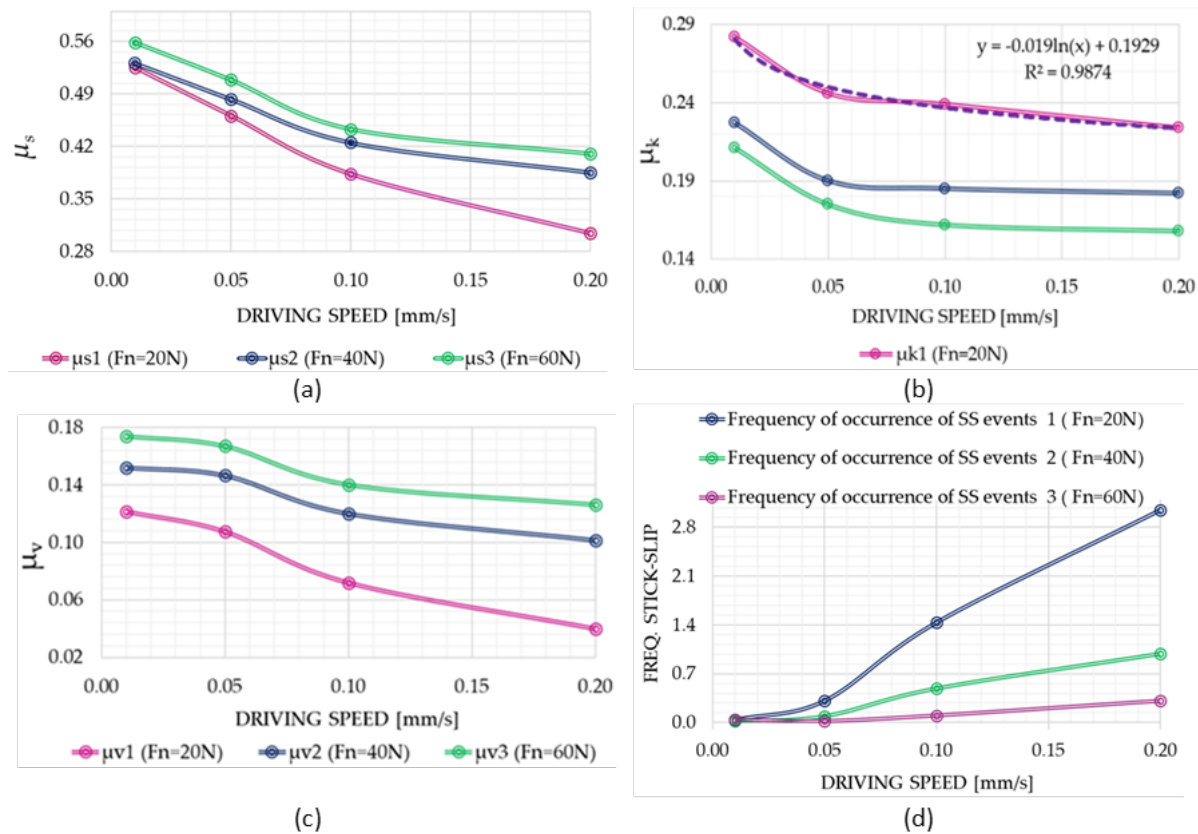 0.56
0.49
0.42
0.35
0.28
μs
0.00 0.05 0.10 0.15 0.20
DRIVING SPEED [mm/s]
μs1 (Fn=20N) μs2 (Fn=40N) μs3 (Fn=60N)
(a)
0.29
0.24
0.19
0.14
μk
y = -0.019ln(x) + 0.1929
R² = 0.9874
0.00 0.05 0.10 0.15 0.20
DRIVING SPEED [mm/s]
μk1 (Fn=20N)
(b)
0.18
0.14
0.10
0.06
0.02
μv
0.00 0.05 0.10 0.15 0.20
DRIVING SPEED [mm/s]
μv1 (Fn=20N) μv2 (Fn=40N) μv3 (Fn=60N)
(c)
Frequency of occurrence of SS events 1 ( Fn=20N)
Frequency of occurrence of SS events 2 ( Fn=40N)
Frequency of occurrence of SS events 3 ( Fn=60N)
FREQ. STICK-SLIP
2.8
2.1
1.4
0.7
0.0
0.00 0.05 0.10 0.15 0.20
DRIVING SPEED [mm/s]
(d)